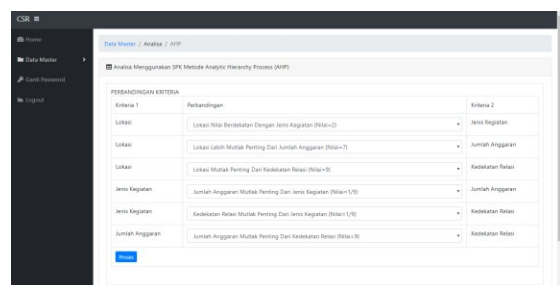 CSR
Home
Data Master
Ganti Password
Logout
Data Master / Analisa / AHP
Analisa Menggunakan SPK Metode Analytic Hierarchy Process (AHP)
PERBANDINGAN KRITERIA
Kriteria 1 Perbandingan Kriteria 2
Lokasi Lokasi Nilai Berdekatan Dengan Jenis Kegiatan (Nilai=2) Jenis Kegiatan
Lokasi Lokasi Lebih Mutlak Penting Dari Jumlah Anggaran (Nilai=7) Jumlah Anggaran
Lokasi Lokasi Mutlak Penting Dari Kedekatan Relasi (Nilai=9) Kedekatan Relasi
Jenis Kegiatan Jumlah Anggaran Mutlak Penting Dari Jenis Kegiatan (Nilai=1/9) Jumlah Anggaran
Jenis Kegiatan Kedekatan Relasi Mutlak Penting Dari Jenis Kegiatan (Nilai=1/9) Kedekatan Relasi
Jumlah Anggaran Jumlah Anggaran Mutlak Penting Dari Kedekatan Relasi (Nilai=9) Kedekatan Relasi
Proses